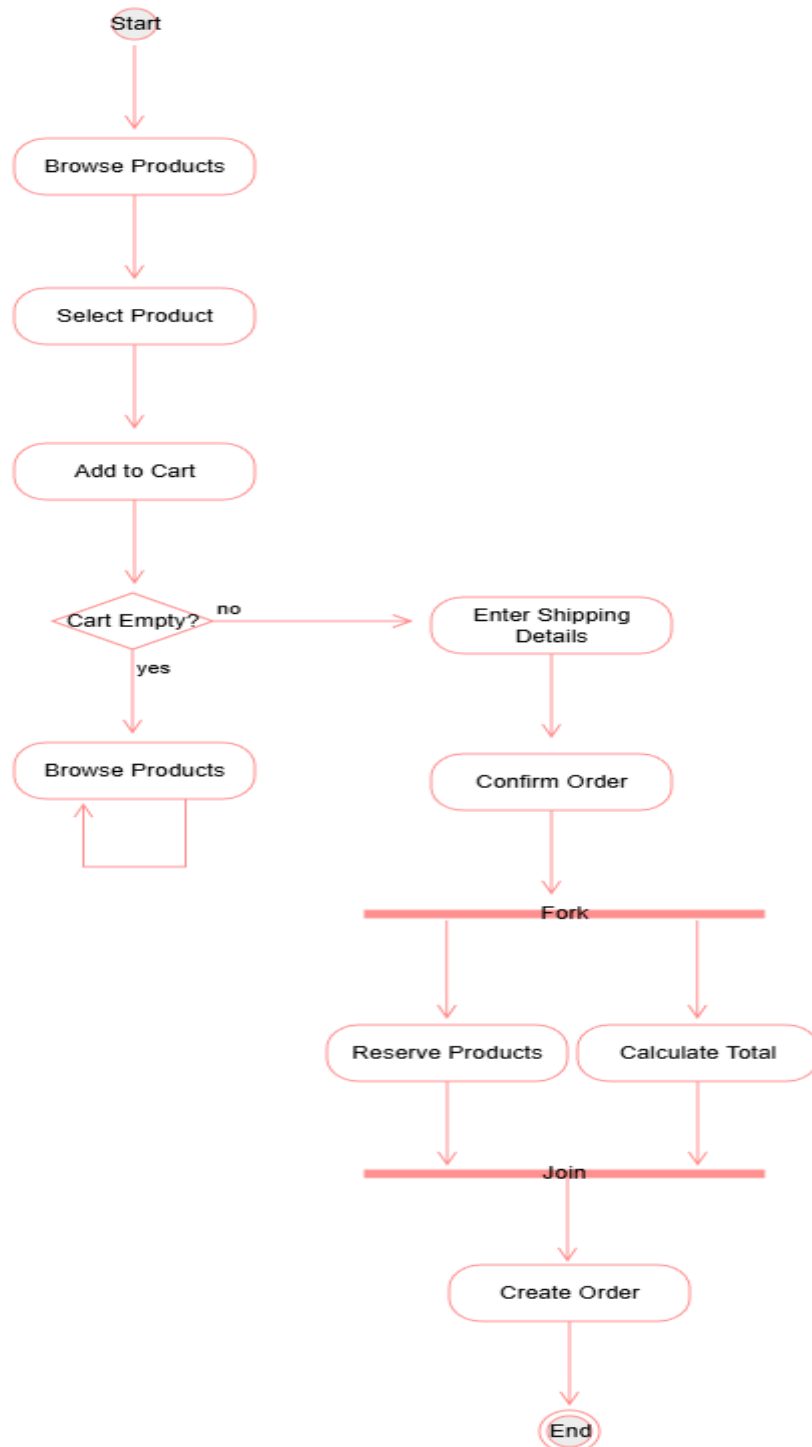 Start
Browse Products
Select Product
Add to Cart
Cart Empty?
no
yes
Enter Shipping
Details
Browse Products
Confirm Order
Fork
Reserve Products
Calculate Total
Join
Create Order
End